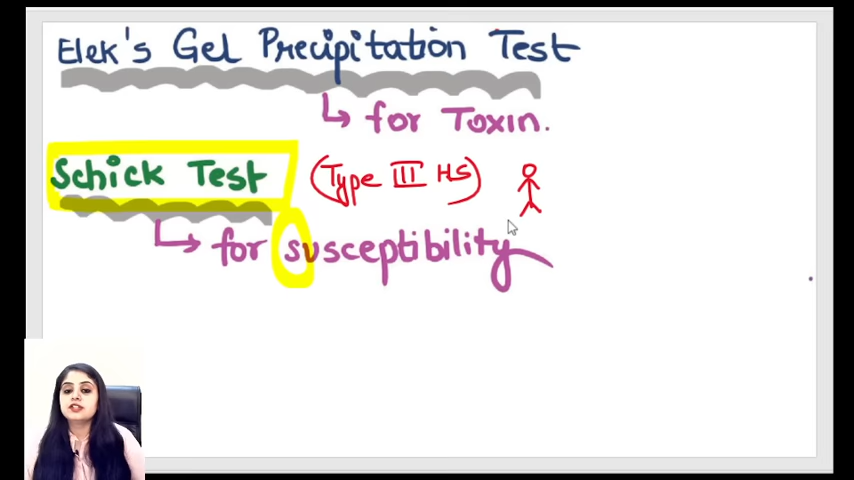 Elek's Gel Precipitation Test
↳ for Toxin.
Schick Test (Type III HS)
↳ for susceptibility